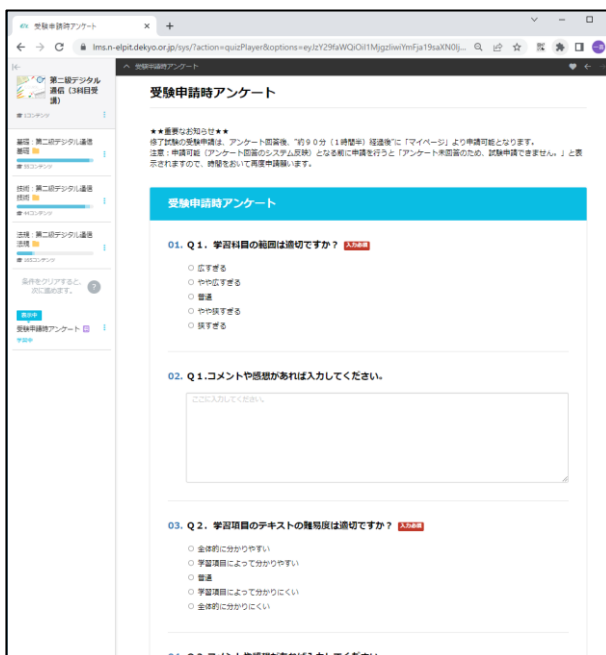 受験申請時アンケート
lms.n-elpit.dekyo.or.jp/sys/?action=quizPlayer&options=
受験申請時アンケート
第二級デジタル
通信（3科目受
講）
基礎：第二級デジタル通信
基礎
技術：第二級デジタル通信
技術
法規：第二級デジタル通信
法規
条件をクリアすると、
次に進めます。
?
表示中
受験申請時アンケート
学習中
受験申請時アンケート
★★重要なお知らせ★★
修了試験の受験申請は、アンケート回答後、"約９０分（１時間半）経過後"に「マイページ」より申請可能となります。
注意：申請可能（アンケート回答のシステム反映）となる前に申請を行うと「アンケート未回答のため、試験申請できません。」と表
示されますので、時間をおいて再度申請願います。
受験申請時アンケート
01. Ｑ１．学習科目の範囲は適切ですか？ 入力必須
広すぎる
やや広すぎる
普通
やや狭すぎる
狭すぎる
02. Ｑ１.コメントや感想があれば入力してください。
ここに入力してください。
03. Ｑ２．学習項目のテキストの難易度は適切ですか？ 入力必須
全体的に分かりやすい
学習項目によって分かりやすい
普通
学習項目によって分かりにくい
全体的に分かりにくい